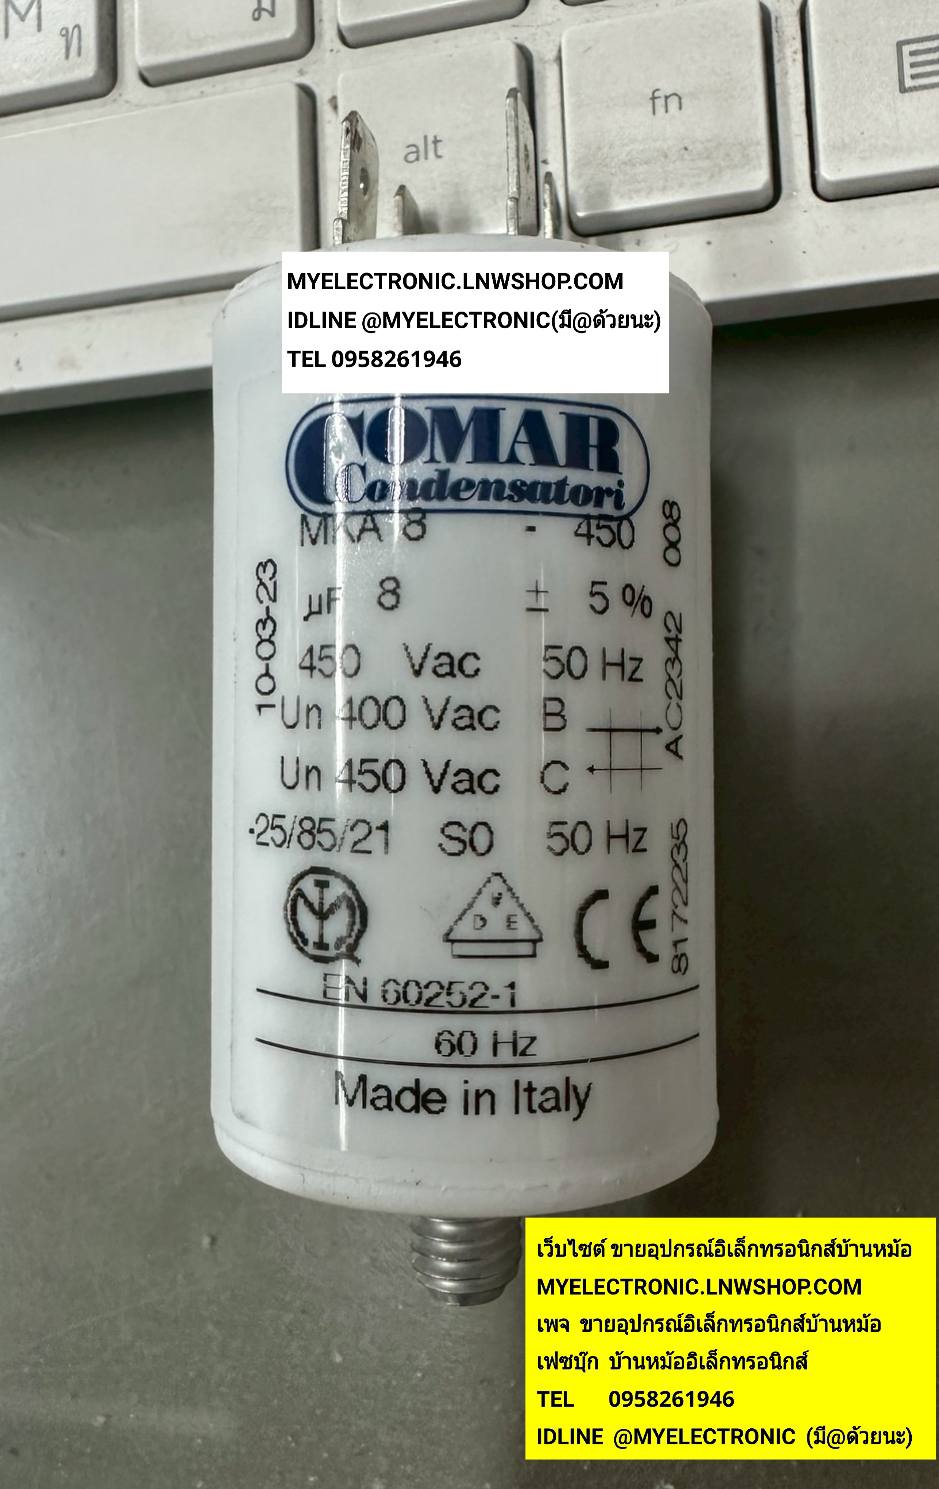 M
ท
ม
alt
fn
MYELECTRONIC.LNWSHOP.COM
IDLINE @MYELECTRONIC(มี@ด้วยนะ)
TEL 0958261946
COMAR
Condensatori
MKA 8 - 450
µF 8 ± 5 %
450 Vac 50 Hz
Un 400 Vac B
Un 450 Vac C
·25/85/21 S0 50 Hz
10-03-23
8172235 AC2342 008
D V E
CE
EN 60252-1
60 Hz
Made in Italy
เว็บไซต์ ขายอุปกรณ์อิเล็กทรอนิกส์บ้านหม้อ
MYELECTRONIC.LNWSHOP.COM
เพจ ขายอุปกรณ์อิเล็กทรอนิกส์บ้านหม้อ
เฟซบุ๊ก บ้านหม้ออิเล็กทรอนิกส์
TEL 0958261946
IDLINE @MYELECTRONIC (มี@ด้วยนะ)